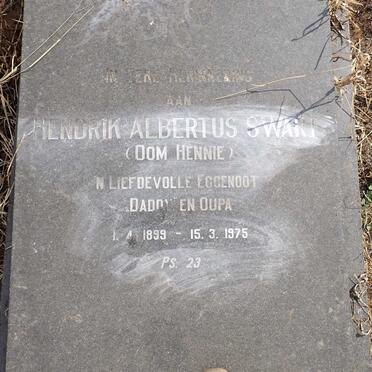 IN TERE HERINNERING
AAN
HENDRIK ALBERTUS SWART
(OOM HENNIE)
'N LIEFDEVOLLE EGGENOOT
DADDY EN OUPA
1. 4. 1899 - 15. 3. 1975
PS. 23